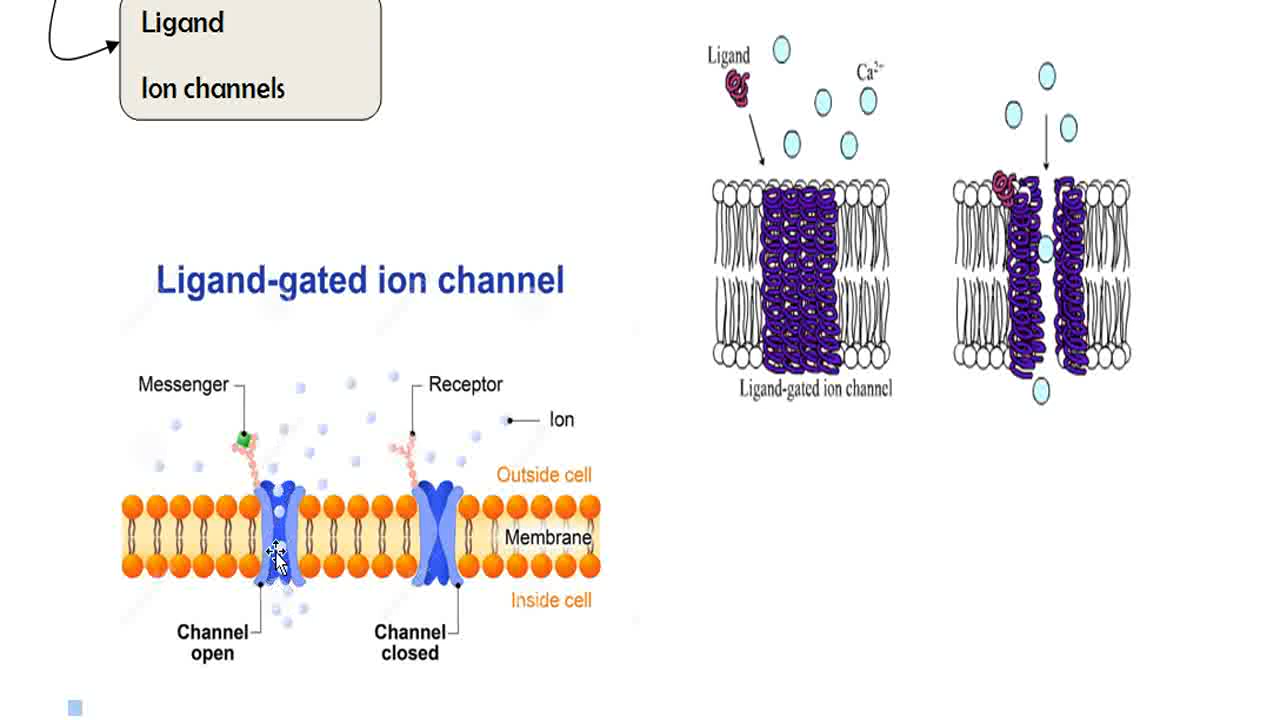 Ligand
Ion channels
Ligand-gated ion channel
Messenger
Receptor
Ion
Outside cell
Membrane
Inside cell
Channel
open
Channel
closed
Ligand
Ca²⁺
Ligand-gated ion channel